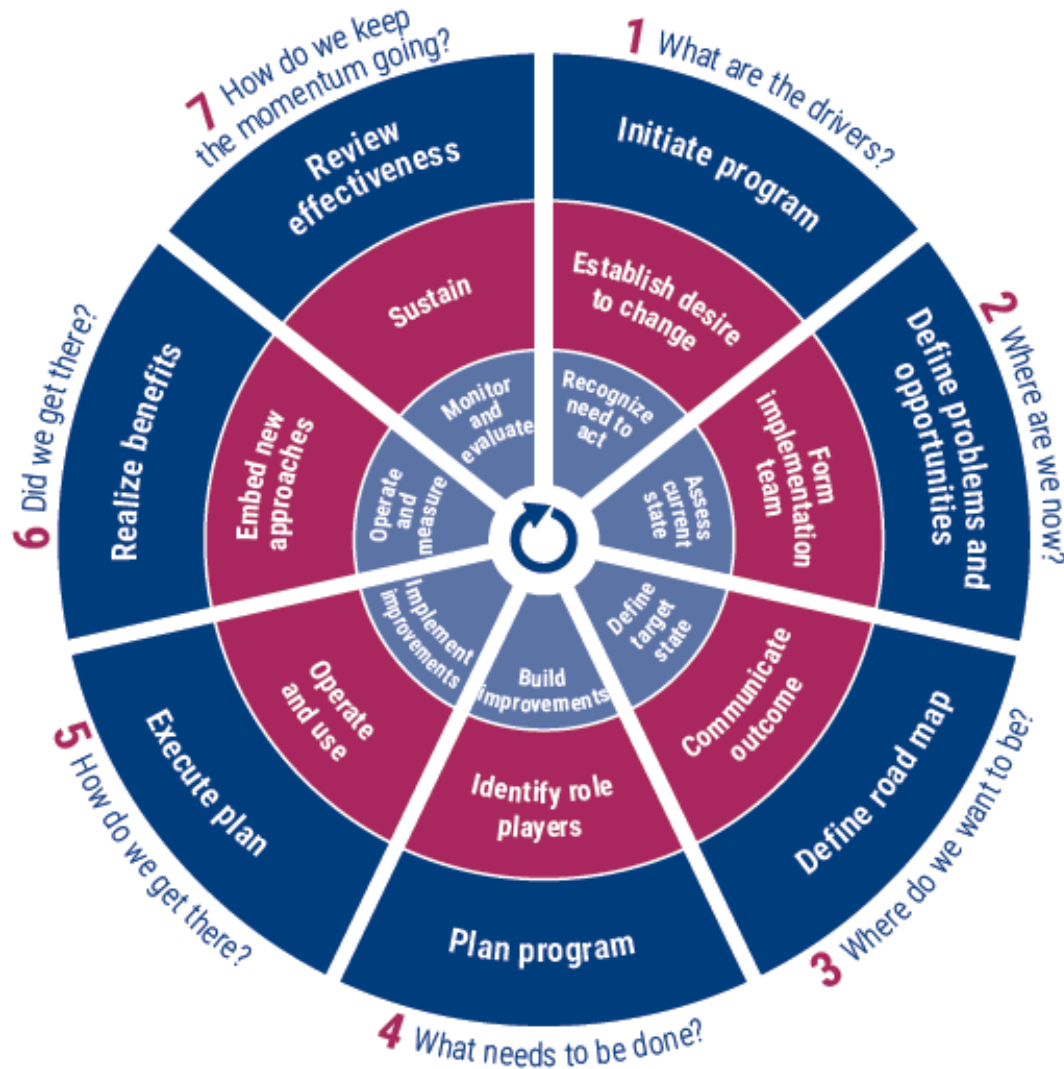 1 What are the drivers?
Initiate program
Establish desire
to change
Recognize
need to
act
2 Where are we now?
Define problems and
opportunities
Form
implementation
team
Assess
current
state
3 Where do we want to be?
Define road map
Communicate
outcome
Define
target
state
4 What needs to be done?
Plan program
Identify role
players
Build
improvements
5 How do we get there?
Execute plan
Operate
and use
Implement
improvements
6 Did we get there?
Realize benefits
Embed new
approaches
Operate
and
measure
7 How do we keep
the momentum going?
Review
effectiveness
Sustain
Monitor
and
evaluate